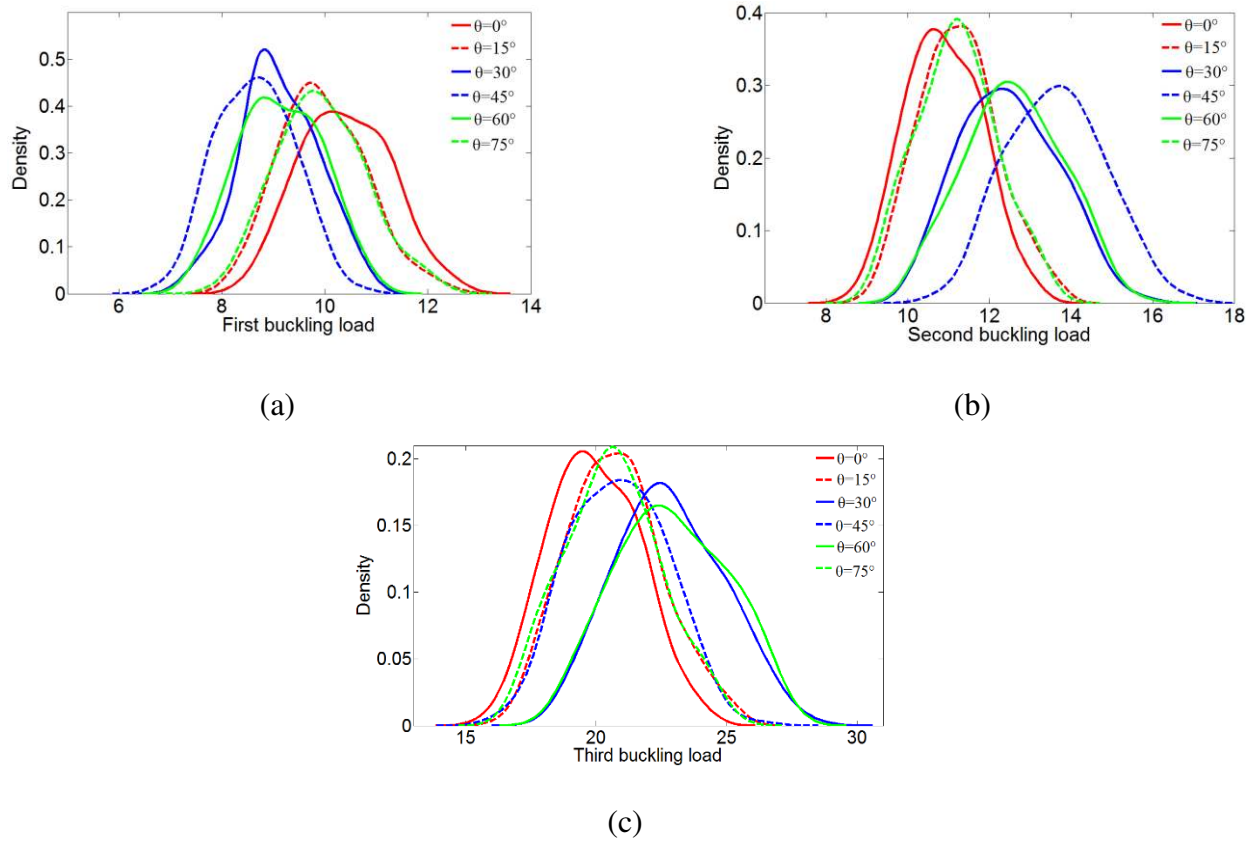 0.5
0.4
0.3
0.2
0.1
0
Density
6 8 10 12 14
First buckling load
θ=0°
θ=15°
θ=30°
θ=45°
θ=60°
θ=75°
(a)
0.4
0.3
0.2
0.1
0
Density
8 10 12 14 16 18
Second buckling load
θ=0°
θ=15°
θ=30°
θ=45°
θ=60°
θ=75°
(b)
0.2
0.15
0.1
0.05
0
Density
15 20 25 30
Third buckling load
θ=0°
θ=15°
θ=30°
θ=45°
θ=60°
θ=75°
(c)